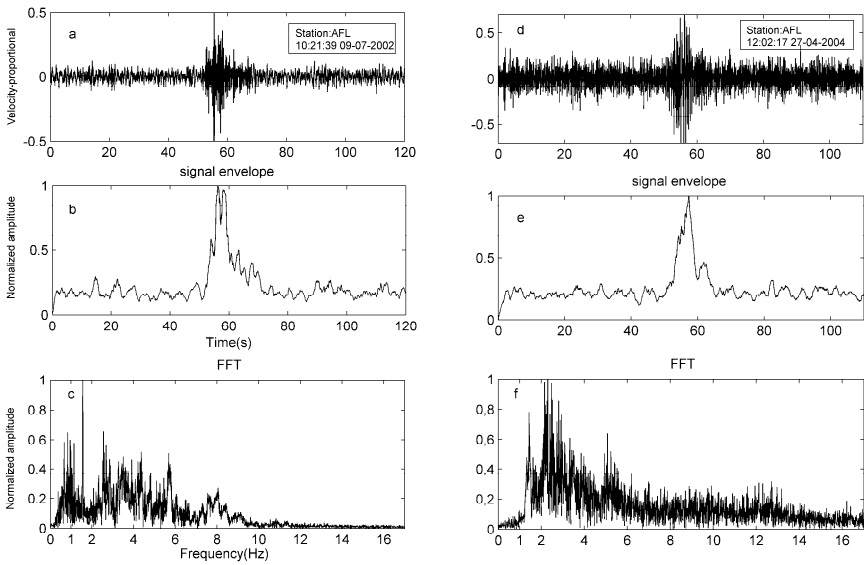 a
Station:AFL
10:21:39 09-07-2002
Velocity-proportional
0.5
0
-0.5
0 20 40 60 80 100 120
signal envelope
b
Normalized amplitude
1
0.5
0
0 20 40 60 80 100 120
Time(s)
FFT
c
Normalized amplitude
1
0.8
0.6
0.4
0.2
0
0 1 2 4 6 8 10 12 14 16
Frequency(Hz)
d
Station:AFL
12:02:17 27-04-2004
0.5
0
-0.5
0 20 40 60 80 100
signal envelope
e
1
0.5
0
0 20 40 60 80 100
FFT
f
1
0,8
0,6
0,4
0,2
0
0 1 2 4 6 8 10 12 14 16